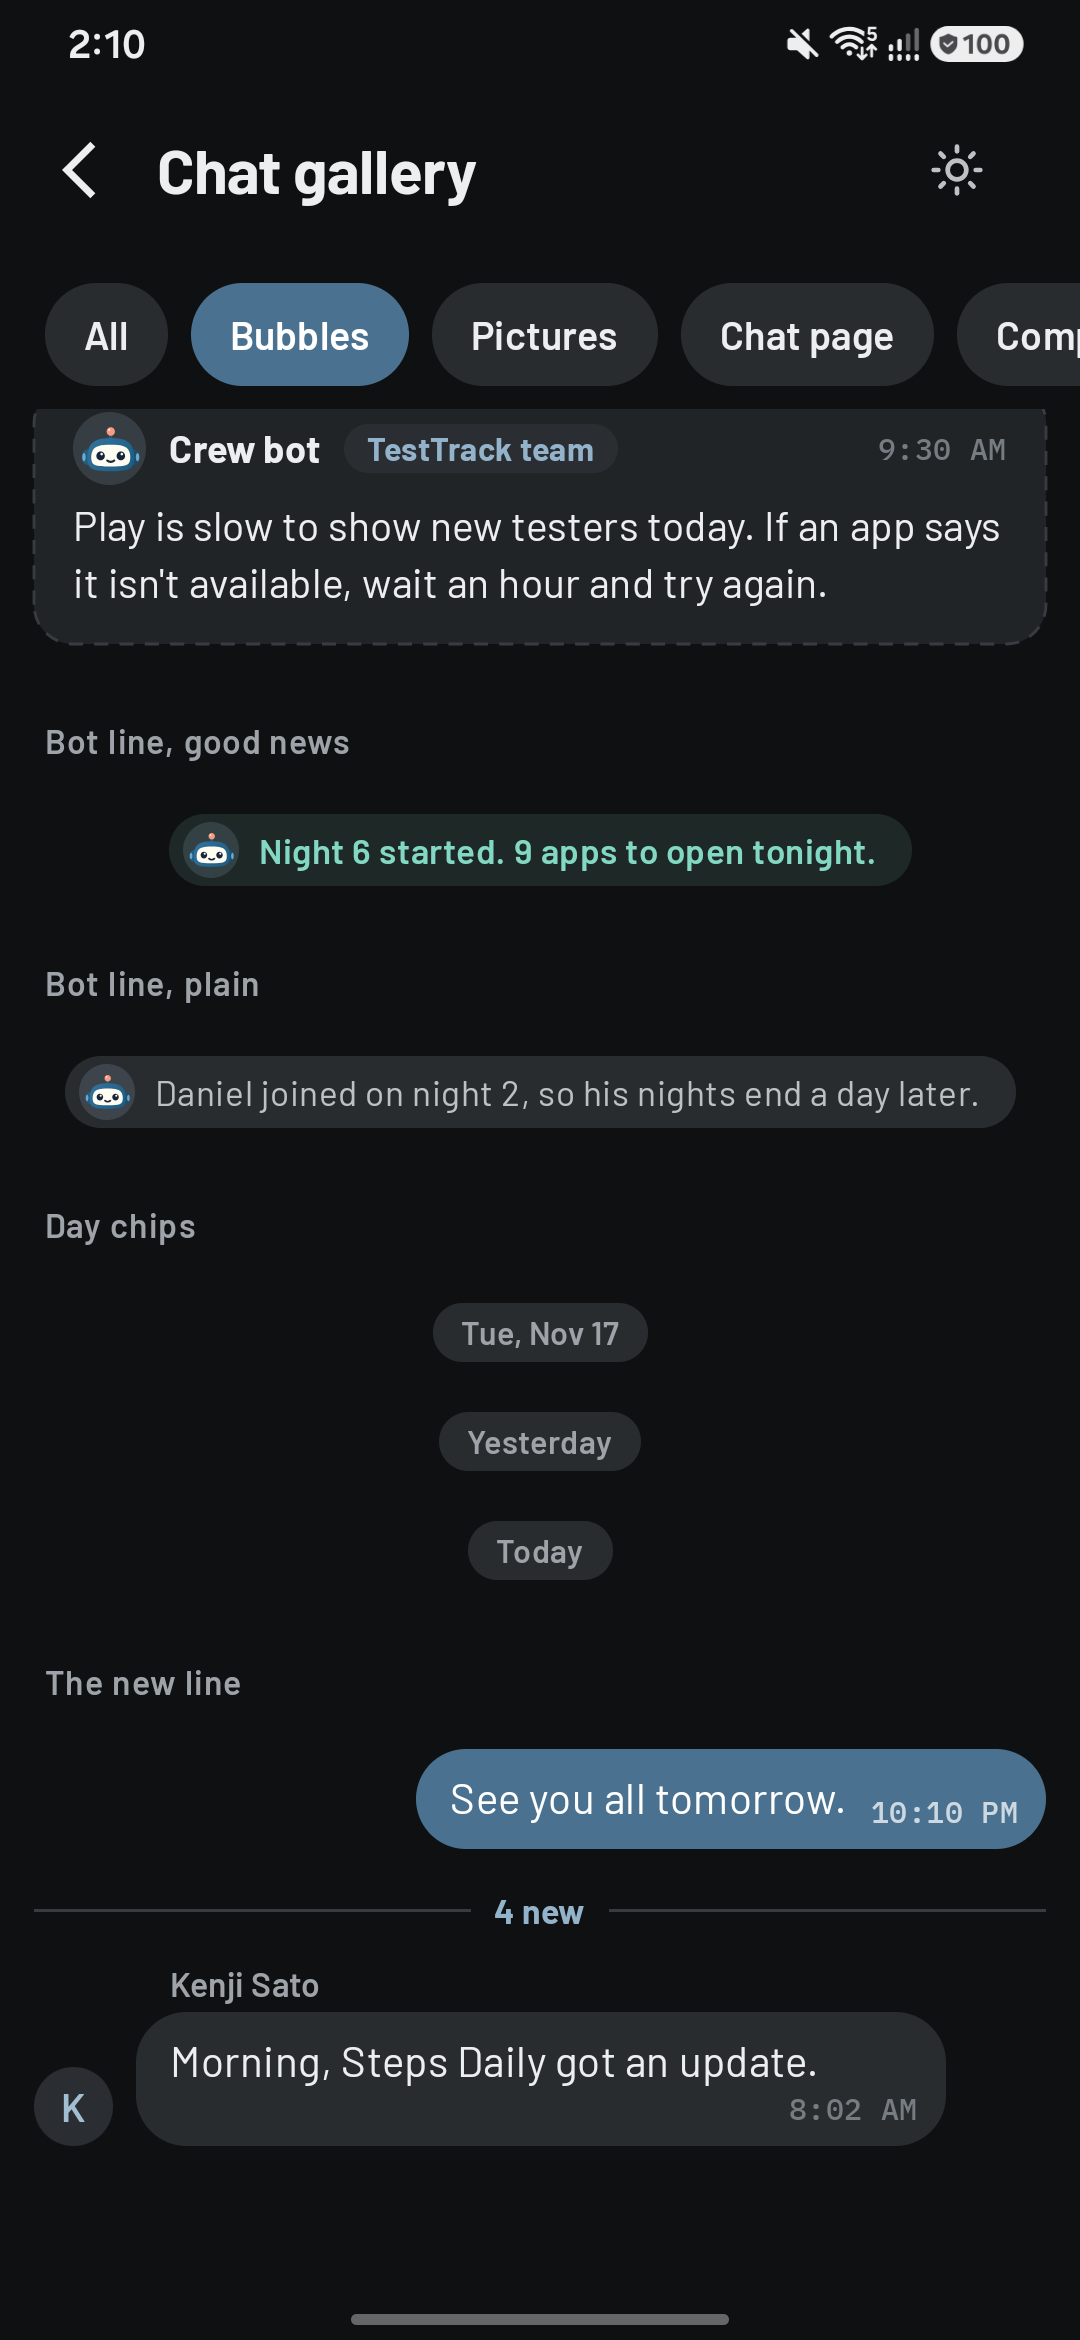 2:10
5
100
Chat gallery
All
Bubbles
Pictures
Chat page
Crew bot
TestTrack team
9:30 AM
Play is slow to show new testers today. If an app says
it isn't available, wait an hour and try again.
Bot line, good news
Night 6 started. 9 apps to open tonight.
Bot line, plain
Daniel joined on night 2, so his nights end a day later.
Day chips
Tue, Nov 17
Yesterday
Today
The new line
See you all tomorrow.
10:10 PM
4 new
Kenji Sato
Morning, Steps Daily got an update.
8:02 AM
K